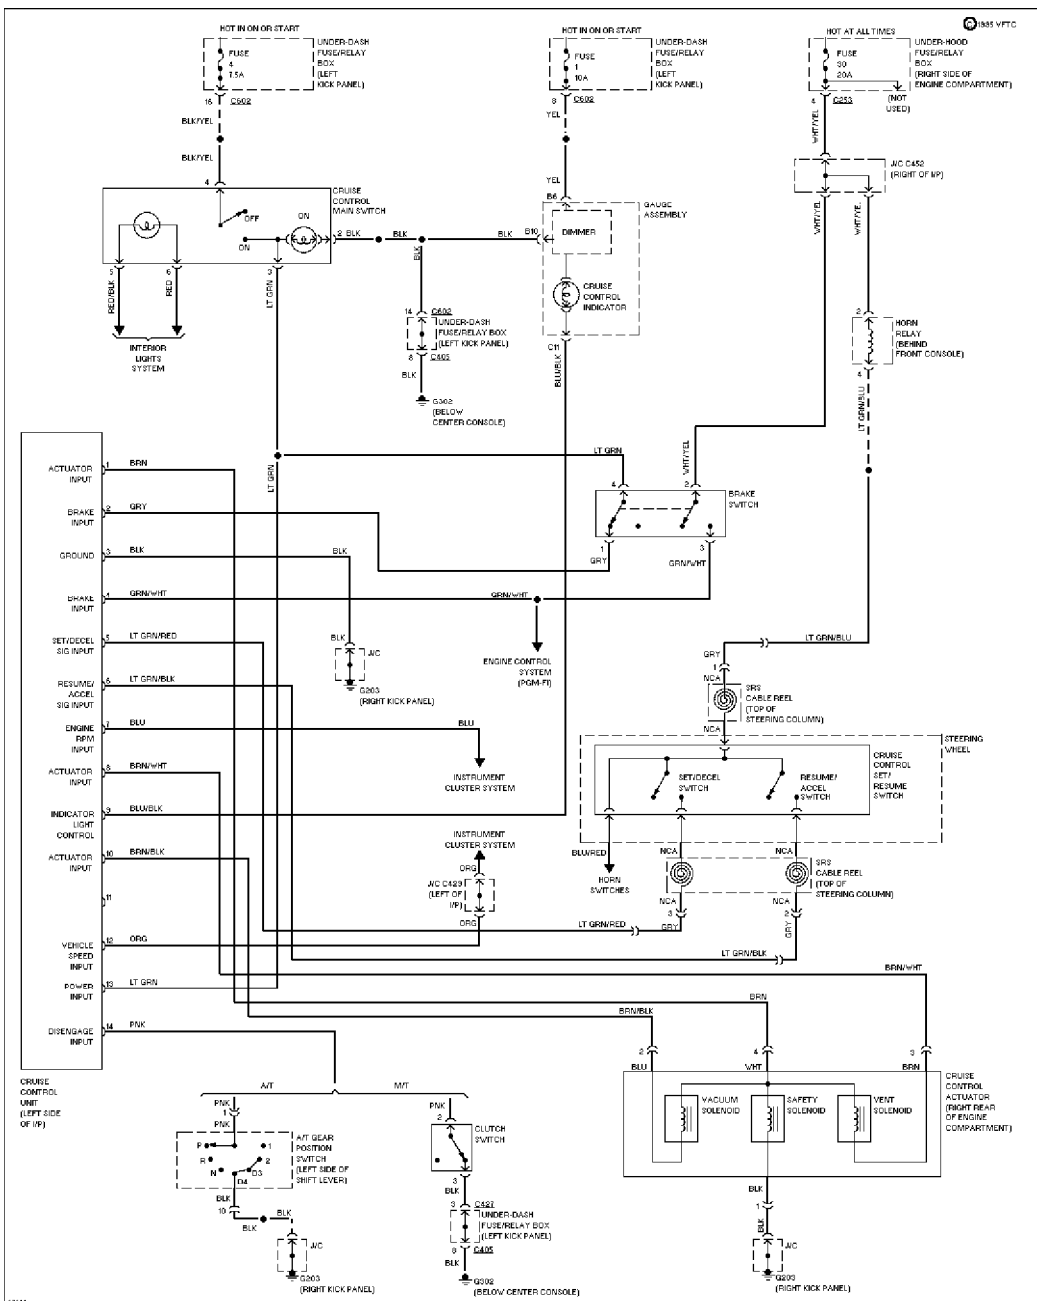 © 1995 VFTC
HOT IN ON OR START
FUSE
4
7.5A
UNDER-DASH
FUSE/RELAY
BOX
(LEFT
KICK PANEL)
16
C602
BLK/YEL
BLK/YEL
4
HOT IN ON OR START
FUSE
1
10A
UNDER-DASH
FUSE/RELAY
BOX
(LEFT
KICK PANEL)
8
C602
YEL
YEL
B6
HOT AT ALL TIMES
FUSE
30
20A
UNDER-HOOD
FUSE/RELAY
BOX
(RIGHT SIDE OF
ENGINE COMPARTMENT)
4
C253
(NOT
USED)
WHT/YEL
J/C C452
(RIGHT OF I/P)
WHT/YEL
WHT/YEL
CRUISE
CONTROL
MAIN SWITCH
OFF
ON
ON
2 BLK
BLK
BLK
BLK
B10
5
6
3
RED/BLK
RED
LT GRN
INTERIOR
LIGHTS
SYSTEM
GAUGE
ASSEMBLY
DIMMER
CRUISE
CONTROL
INDICATOR
C11
BLU/BLK
14
C602
UNDER-DASH
FUSE/RELAY BOX
(LEFT KICK PANEL)
8
C405
BLK
G302
(BELOW
CENTER CONSOLE)
2
HORN
RELAY
(BEHIND
FRONT CONSOLE)
4
LT GRN/BLU
LT GRN
LT GRN
WHT/YEL
4
2
BRAKE
SWITCH
1
3
GRY
GRN/WHT
ACTUATOR
INPUT
1
BRN
BRAKE
INPUT
2
GRY
GROUND
3
BLK
BLK
BRAKE
INPUT
4
GRN/WHT
GRN/WHT
SET/DECEL
SIG INPUT
5
LT GRN/RED
RESUME/
ACCEL
SIG INPUT
6
LT GRN/BLK
ENGINE
RPM
INPUT
7
BLU
BLU
ACTUATOR
INPUT
8
BRN/WHT
INDICATOR
LIGHT
CONTROL
9
BLU/BLK
ACTUATOR
INPUT
10
BRN/BLK
11
VEHICLE
SPEED
INPUT
12
ORG
POWER
INPUT
13
LT GRN
DISENGAGE
INPUT
14
PNK
CRUISE
CONTROL
UNIT
(LEFT SIDE
OF I/P)
BLK
J/C
G203
(RIGHT KICK PANEL)
ENGINE CONTROL
SYSTEM
(PGM-FI)
INSTRUMENT
CLUSTER SYSTEM
INSTRUMENT
CLUSTER SYSTEM
ORG
J/C C429
(LEFT OF
I/P)
ORG
LT GRN/BLU
GRY
1
NCA
SRS
CABLE REEL
(TOP OF
STEERING COLUMN)
NCA
STEERING
WHEEL
SET/DECEL
SWITCH
RESUME/
ACCEL
SWITCH
CRUISE
CONTROL
SET/
RESUME
SWITCH
BLU/RED
HORN
SWITCHES
NCA
NCA
SRS
CABLE REEL
(TOP OF
STEERING COLUMN)
NCA
NCA
3
2
LT GRN/RED
GRY
GRY
LT GRN/BLK
BRN/WHT
BRN
BRN/BLK
2
4
3
BLU
WHT
BRN
VACUUM
SOLENOID
SAFETY
SOLENOID
VENT
SOLENOID
CRUISE
CONTROL
ACTUATOR
(RIGHT REAR
OF ENGINE
COMPARTMENT)
BLK
1
BLK
J/C
G203
(RIGHT KICK PANEL)
A/T
M/T
PNK
1
PNK
P
R
N
D4
D3
2
1
A/T GEAR
POSITION
SWITCH
(LEFT SIDE OF
SHIFT LEVER)
BLK
10
BLK
BLK
J/C
G203
(RIGHT KICK PANEL)
PNK
2
CLUTCH
SWITCH
3
BLK
3
C427
UNDER-DASH
FUSE/RELAY BOX
(LEFT KICK PANEL)
8
C405
BLK
G302
(BELOW CENTER CONSOLE)